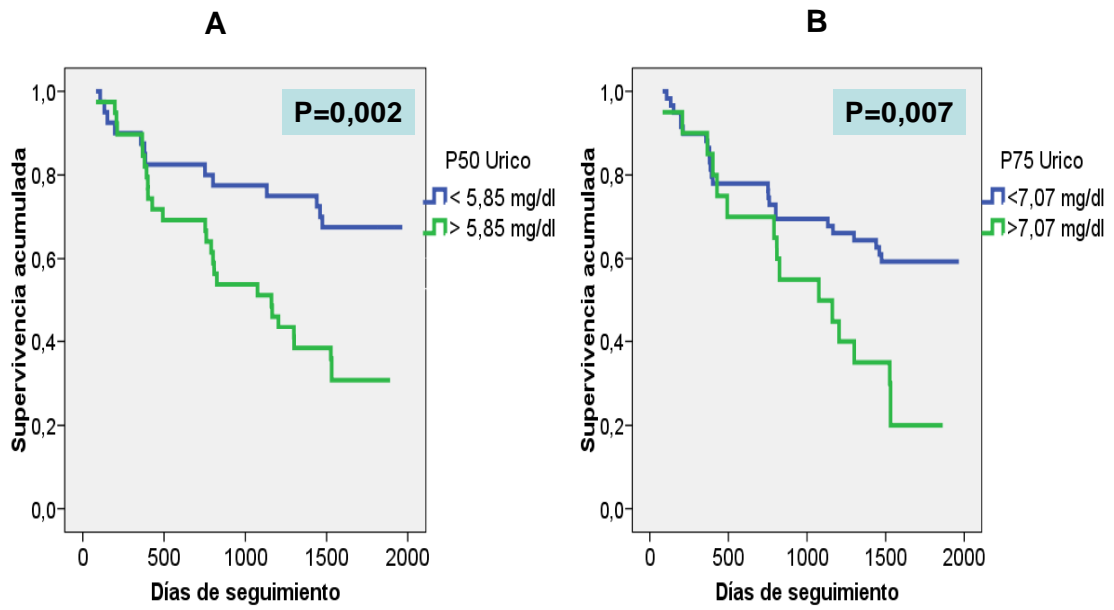 A
B
P=0,002
P=0,007
P50 Urico
< 5,85 mg/dl
> 5,85 mg/dl
P75 Urico
<7,07 mg/dl
>7,07 mg/dl
Supervivencia acumulada
1,0
0,8
0,6
0,4
0,2
0,0
0
500
1000
1500
2000
Días de seguimiento
Supervivencia acumulada
1,0
0,8
0,6
0,4
0,2
0,0
0
500
1000
1500
2000
Días de seguimiento